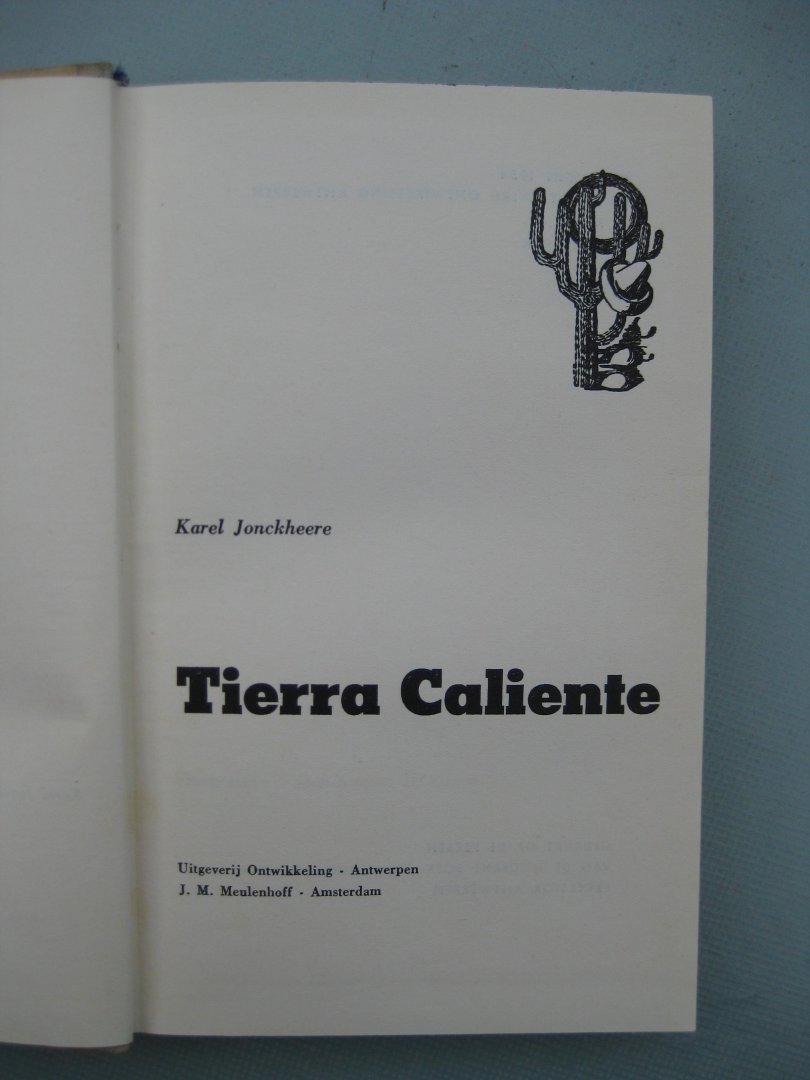 Karel Jonckheere
Tierra Caliente
Uitgeverij Ontwikkeling - Antwerpen
J. M. Meulenhoff - Amsterdam